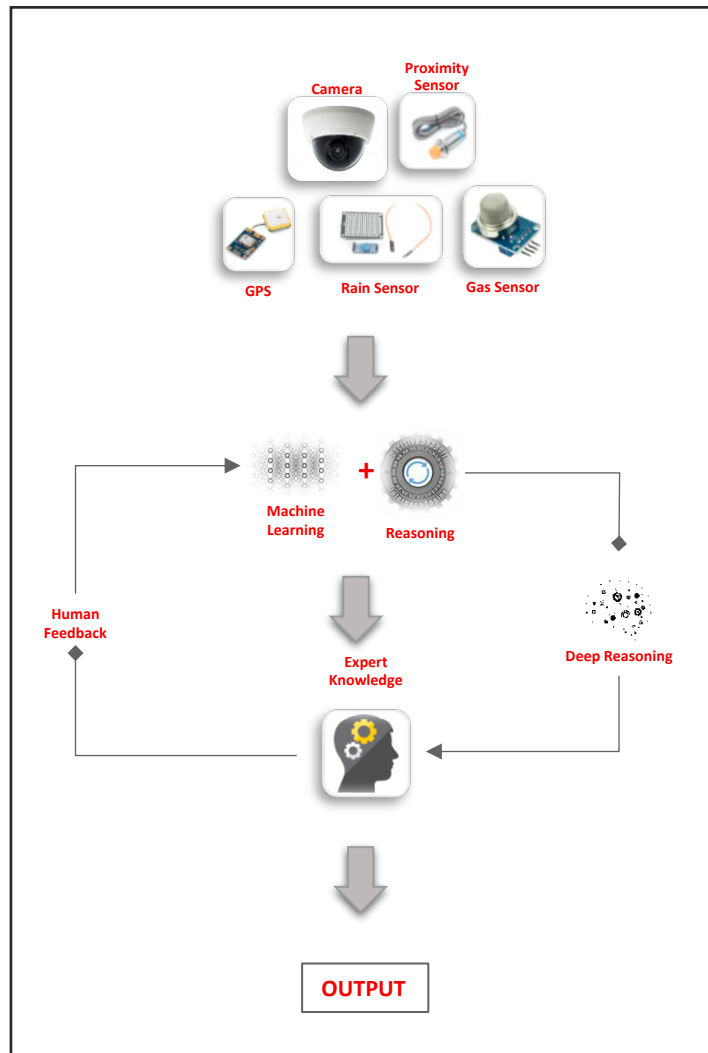 Proximity
Sensor
Camera
GPS
Rain Sensor
Gas Sensor
+
Machine
Learning
Reasoning
Human
Feedback
Deep Reasoning
Expert
Knowledge
OUTPUT